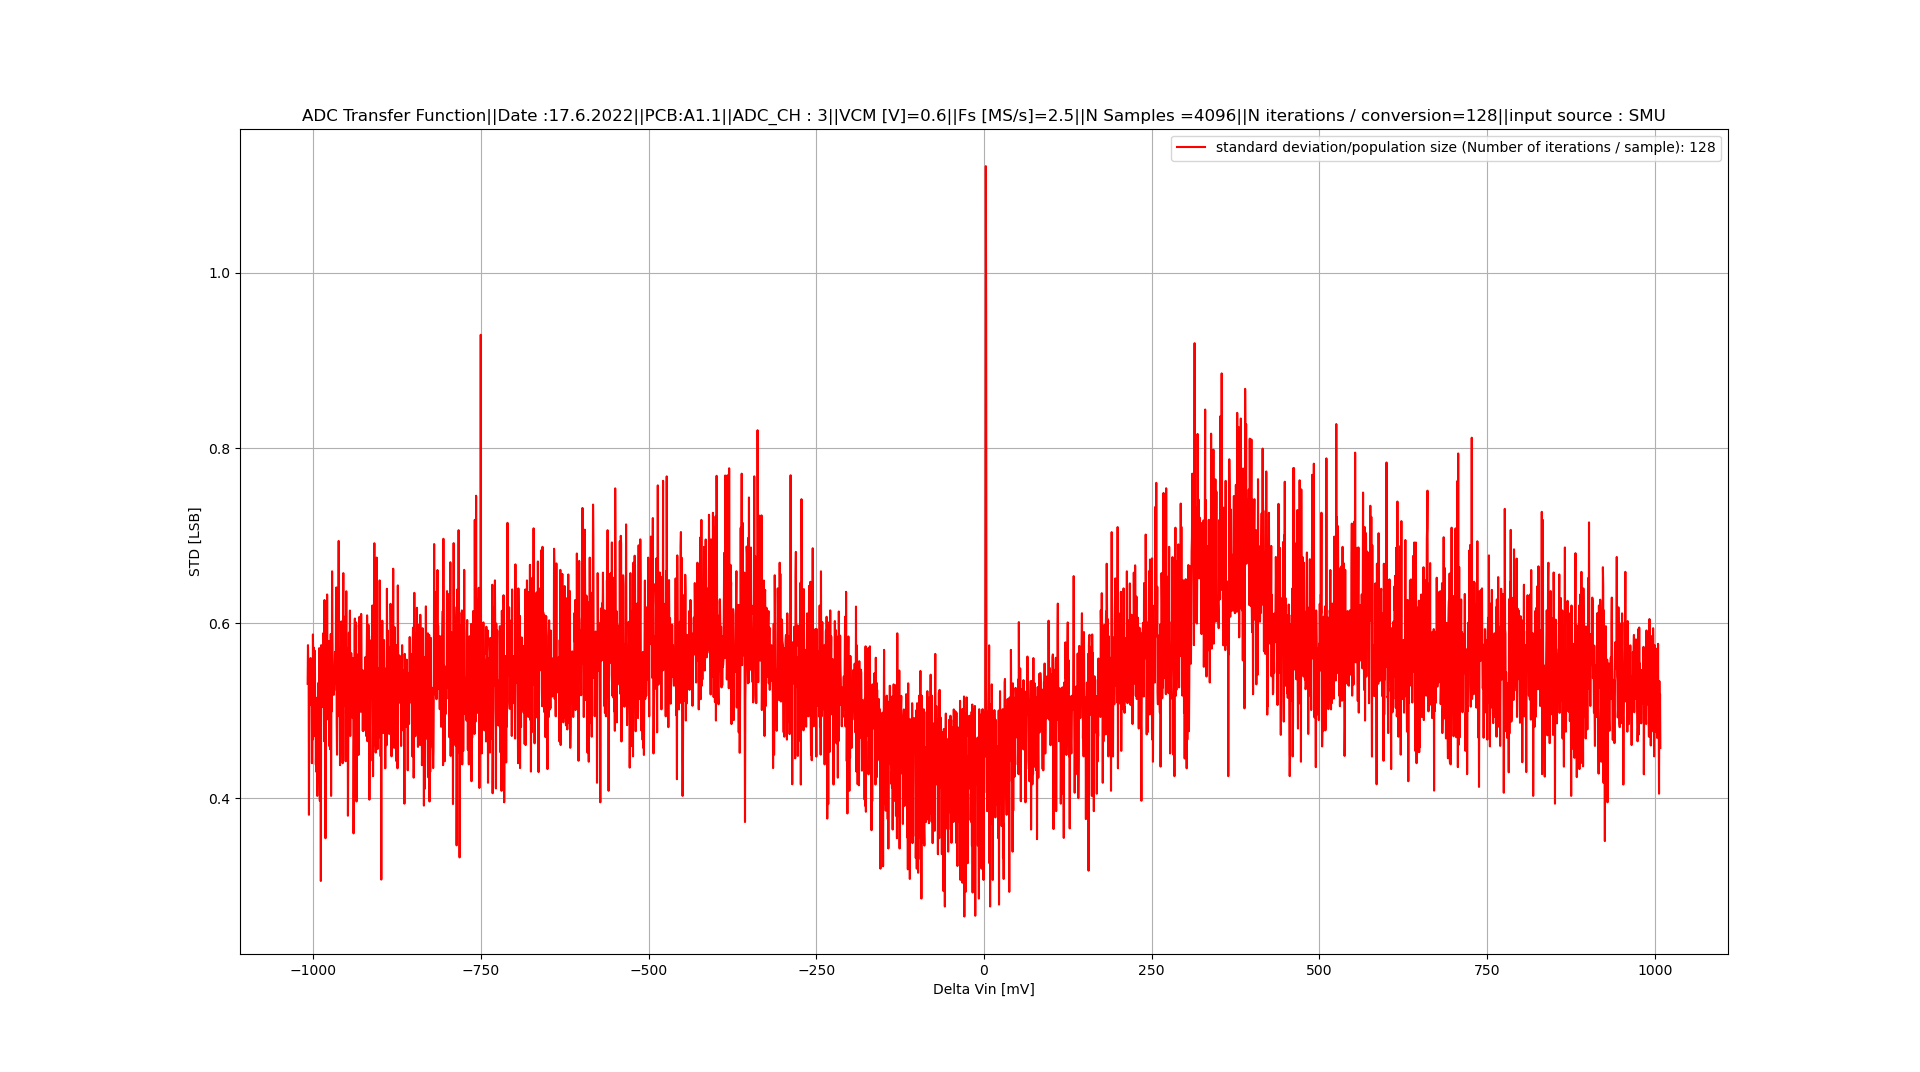 ADC Transfer Function||Date :17.6.2022||PCB:A1.1||ADC_CH : 3||VCM [V]=0.6||Fs [MS/s]=2.5||N Samples =4096||N iterations / conversion=128||input source : SMU
standard deviation/population size (Number of iterations / sample): 128
1.0
0.8
0.6
0.4
STD [LSB]
−1000 −750 −500 −250 0 250 500 750 1000
Delta Vin [mV]